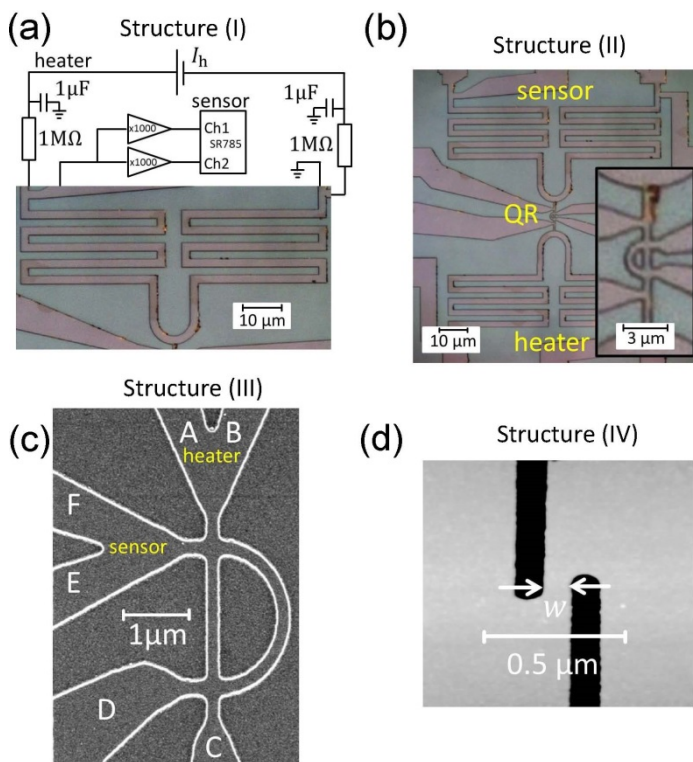 (a)
Structure (I)
heater
I_h
1μF
1μF
sensor
1MΩ
x1000
Ch1
SR785
1MΩ
x1000
Ch2
10 μm
(b)
Structure (II)
sensor
QR
10 μm
3 μm
heater
(c)
Structure (III)
A
B
heater
F
sensor
E
1μm
D
C
(d)
Structure (IV)
w
0.5 μm